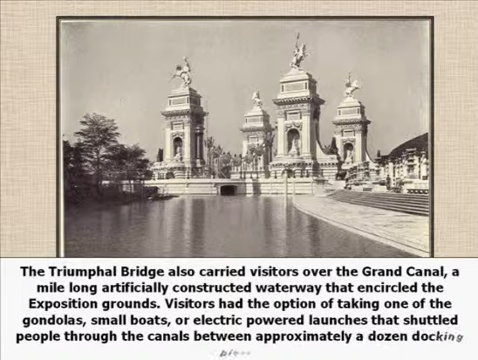 The Triumphal Bridge also carried visitors over the Grand Canal, a
mile long artificially constructed waterway that encircled the
Exposition grounds. Visitors had the option of taking one of the
gondolas, small boats, or electric powered launches that shuttled
people through the canals between approximately a dozen docking